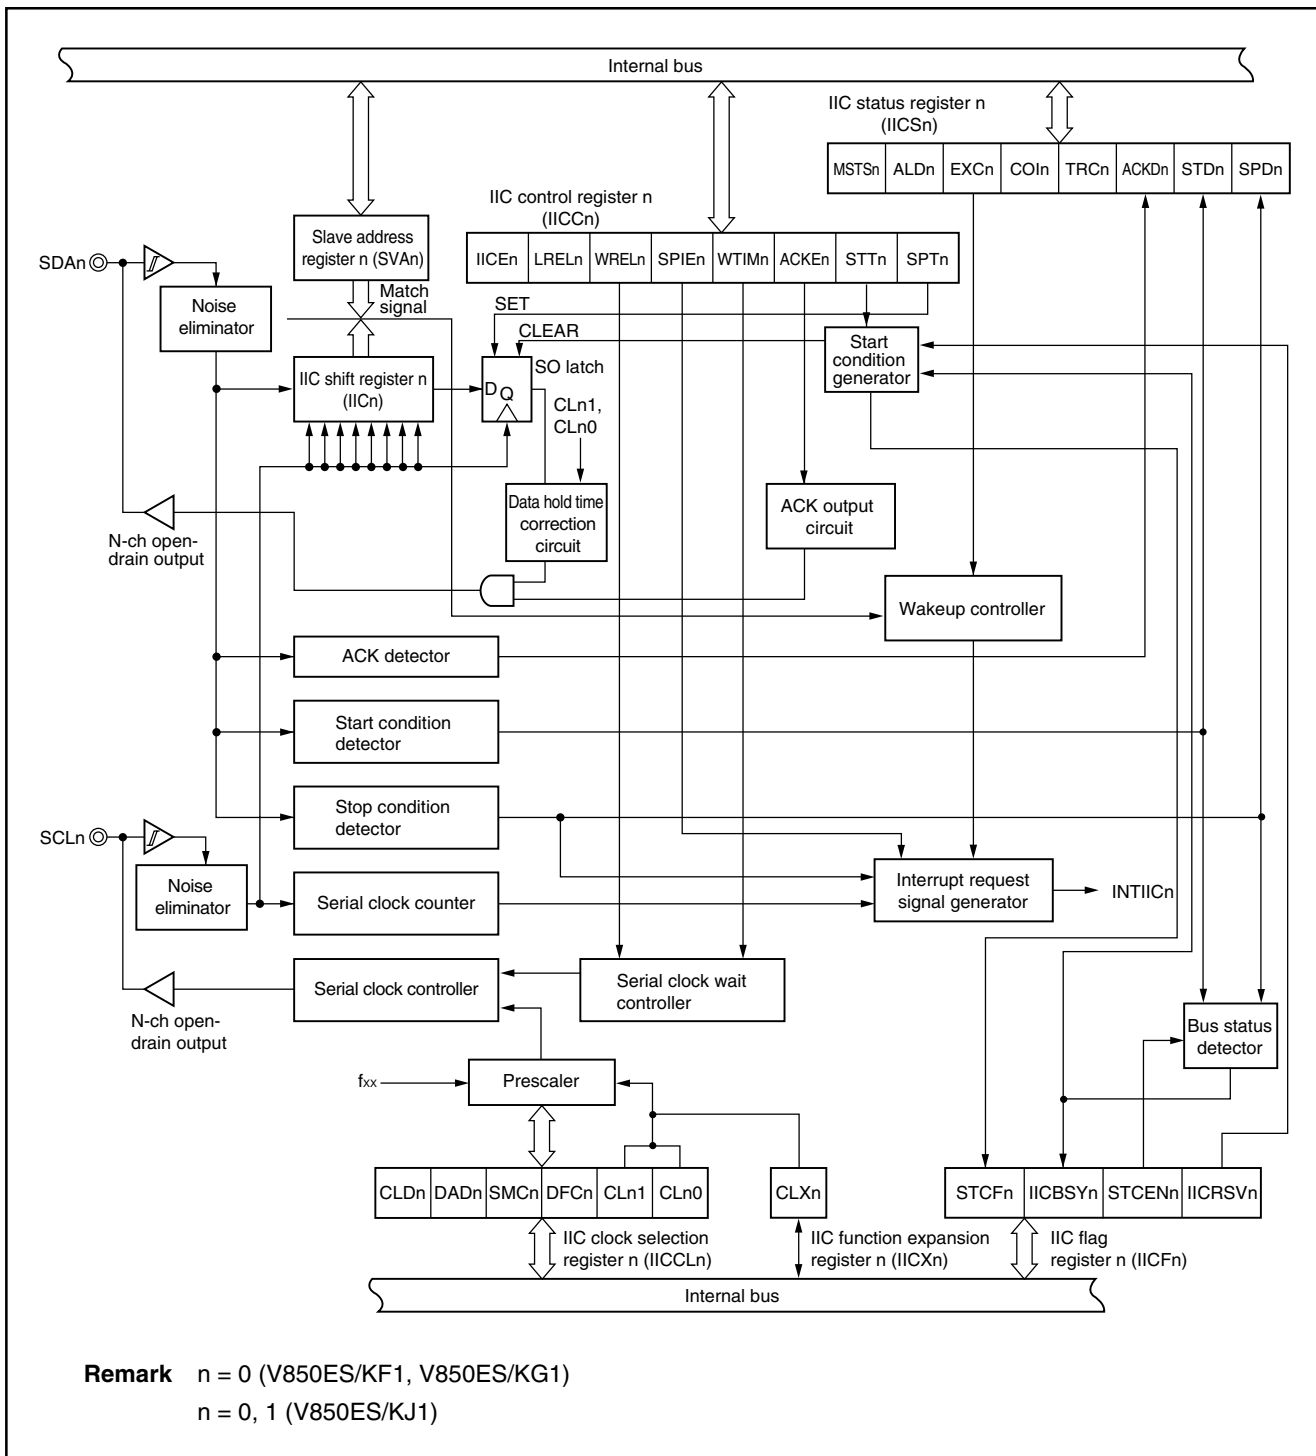 Internal bus
IIC status register n
(IICSn)
MSTSn ALDn EXCn COIn TRCn ACKDn STDn SPDn
IIC control register n
(IICCn)
IICEn LRELn WRELn SPIEn WTIMn ACKEn STTn SPTn
Slave address
register n (SVAn)
SDAn
Match
signal
Noise
eliminator
SET
CLEAR
Start
condition
generator
IIC shift register n
(IICn)
D Q
SO latch
CLn1,
CLn0
Data hold time
correction
circuit
ACK output
circuit
N-ch open-
drain output
Wakeup controller
ACK detector
Start condition
detector
Stop condition
detector
SCLn
Noise
eliminator
Serial clock counter
Interrupt request
signal generator
INTIICn
Serial clock controller
Serial clock wait
controller
N-ch open-
drain output
Bus status
detector
fxx
Prescaler
CLDn DADn SMCn DFCn CLn1 CLn0
CLXn
STCFn IICBSYn STCENn IICRSVn
IIC clock selection
register n (IICCLn)
IIC function expansion
register n (IICXn)
IIC flag
register n (IICFn)
Internal bus
Remark n = 0 (V850ES/KF1, V850ES/KG1)
n = 0, 1 (V850ES/KJ1)